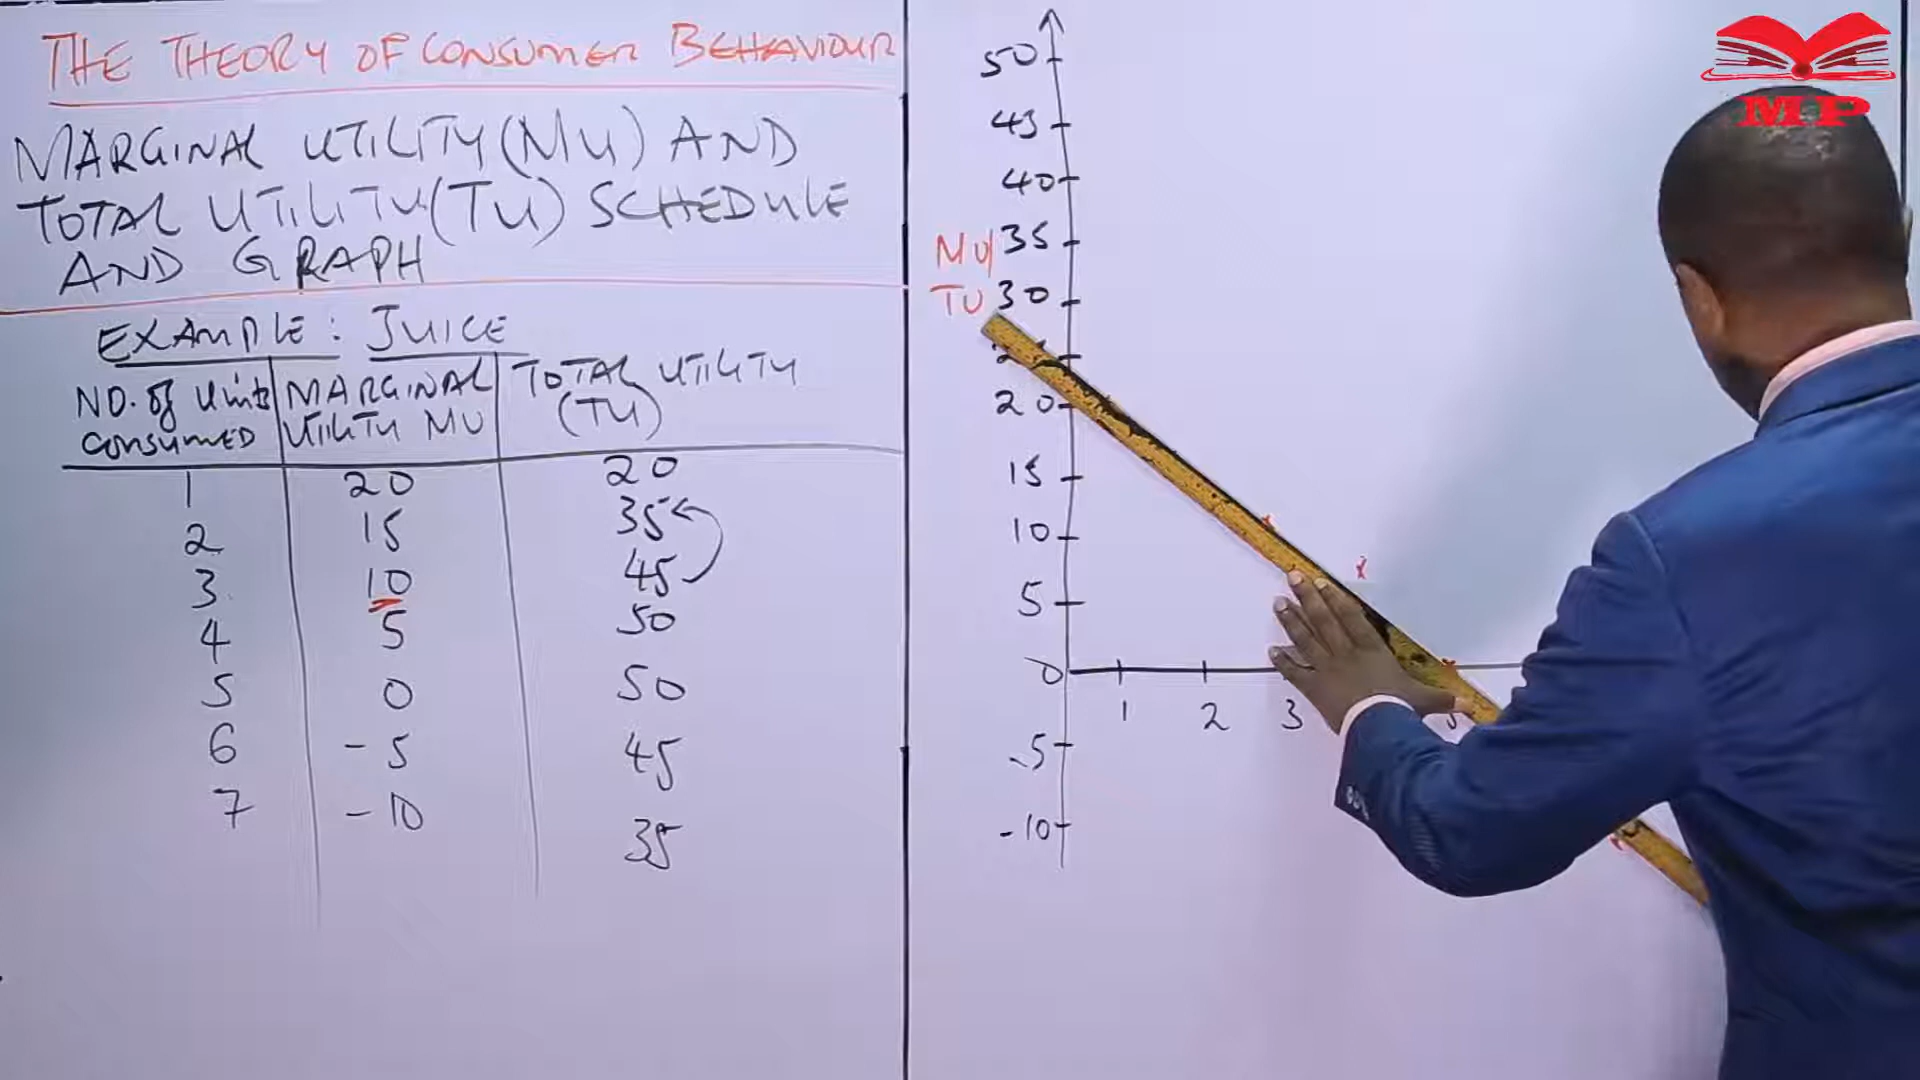 THE THEORY OF CONSUMER BEHAVIOUR
MARGINAL UTILITY (MU) AND
TOTAL UTILITY (TU) SCHEDULE
AND GRAPH
EXAMPLE: JUICE
NO. of units CONSUMED
MARGINAL UTILITY MU
TOTAL UTILITY (TU)
1 20 20
2 15 35
3 10 45
4 5 50
5 0 50
6 -5 45
7 -10 35
MU/
TU
50
45
40
35
30
20
15
10
5
0
-5
-10
1 2 3
MP